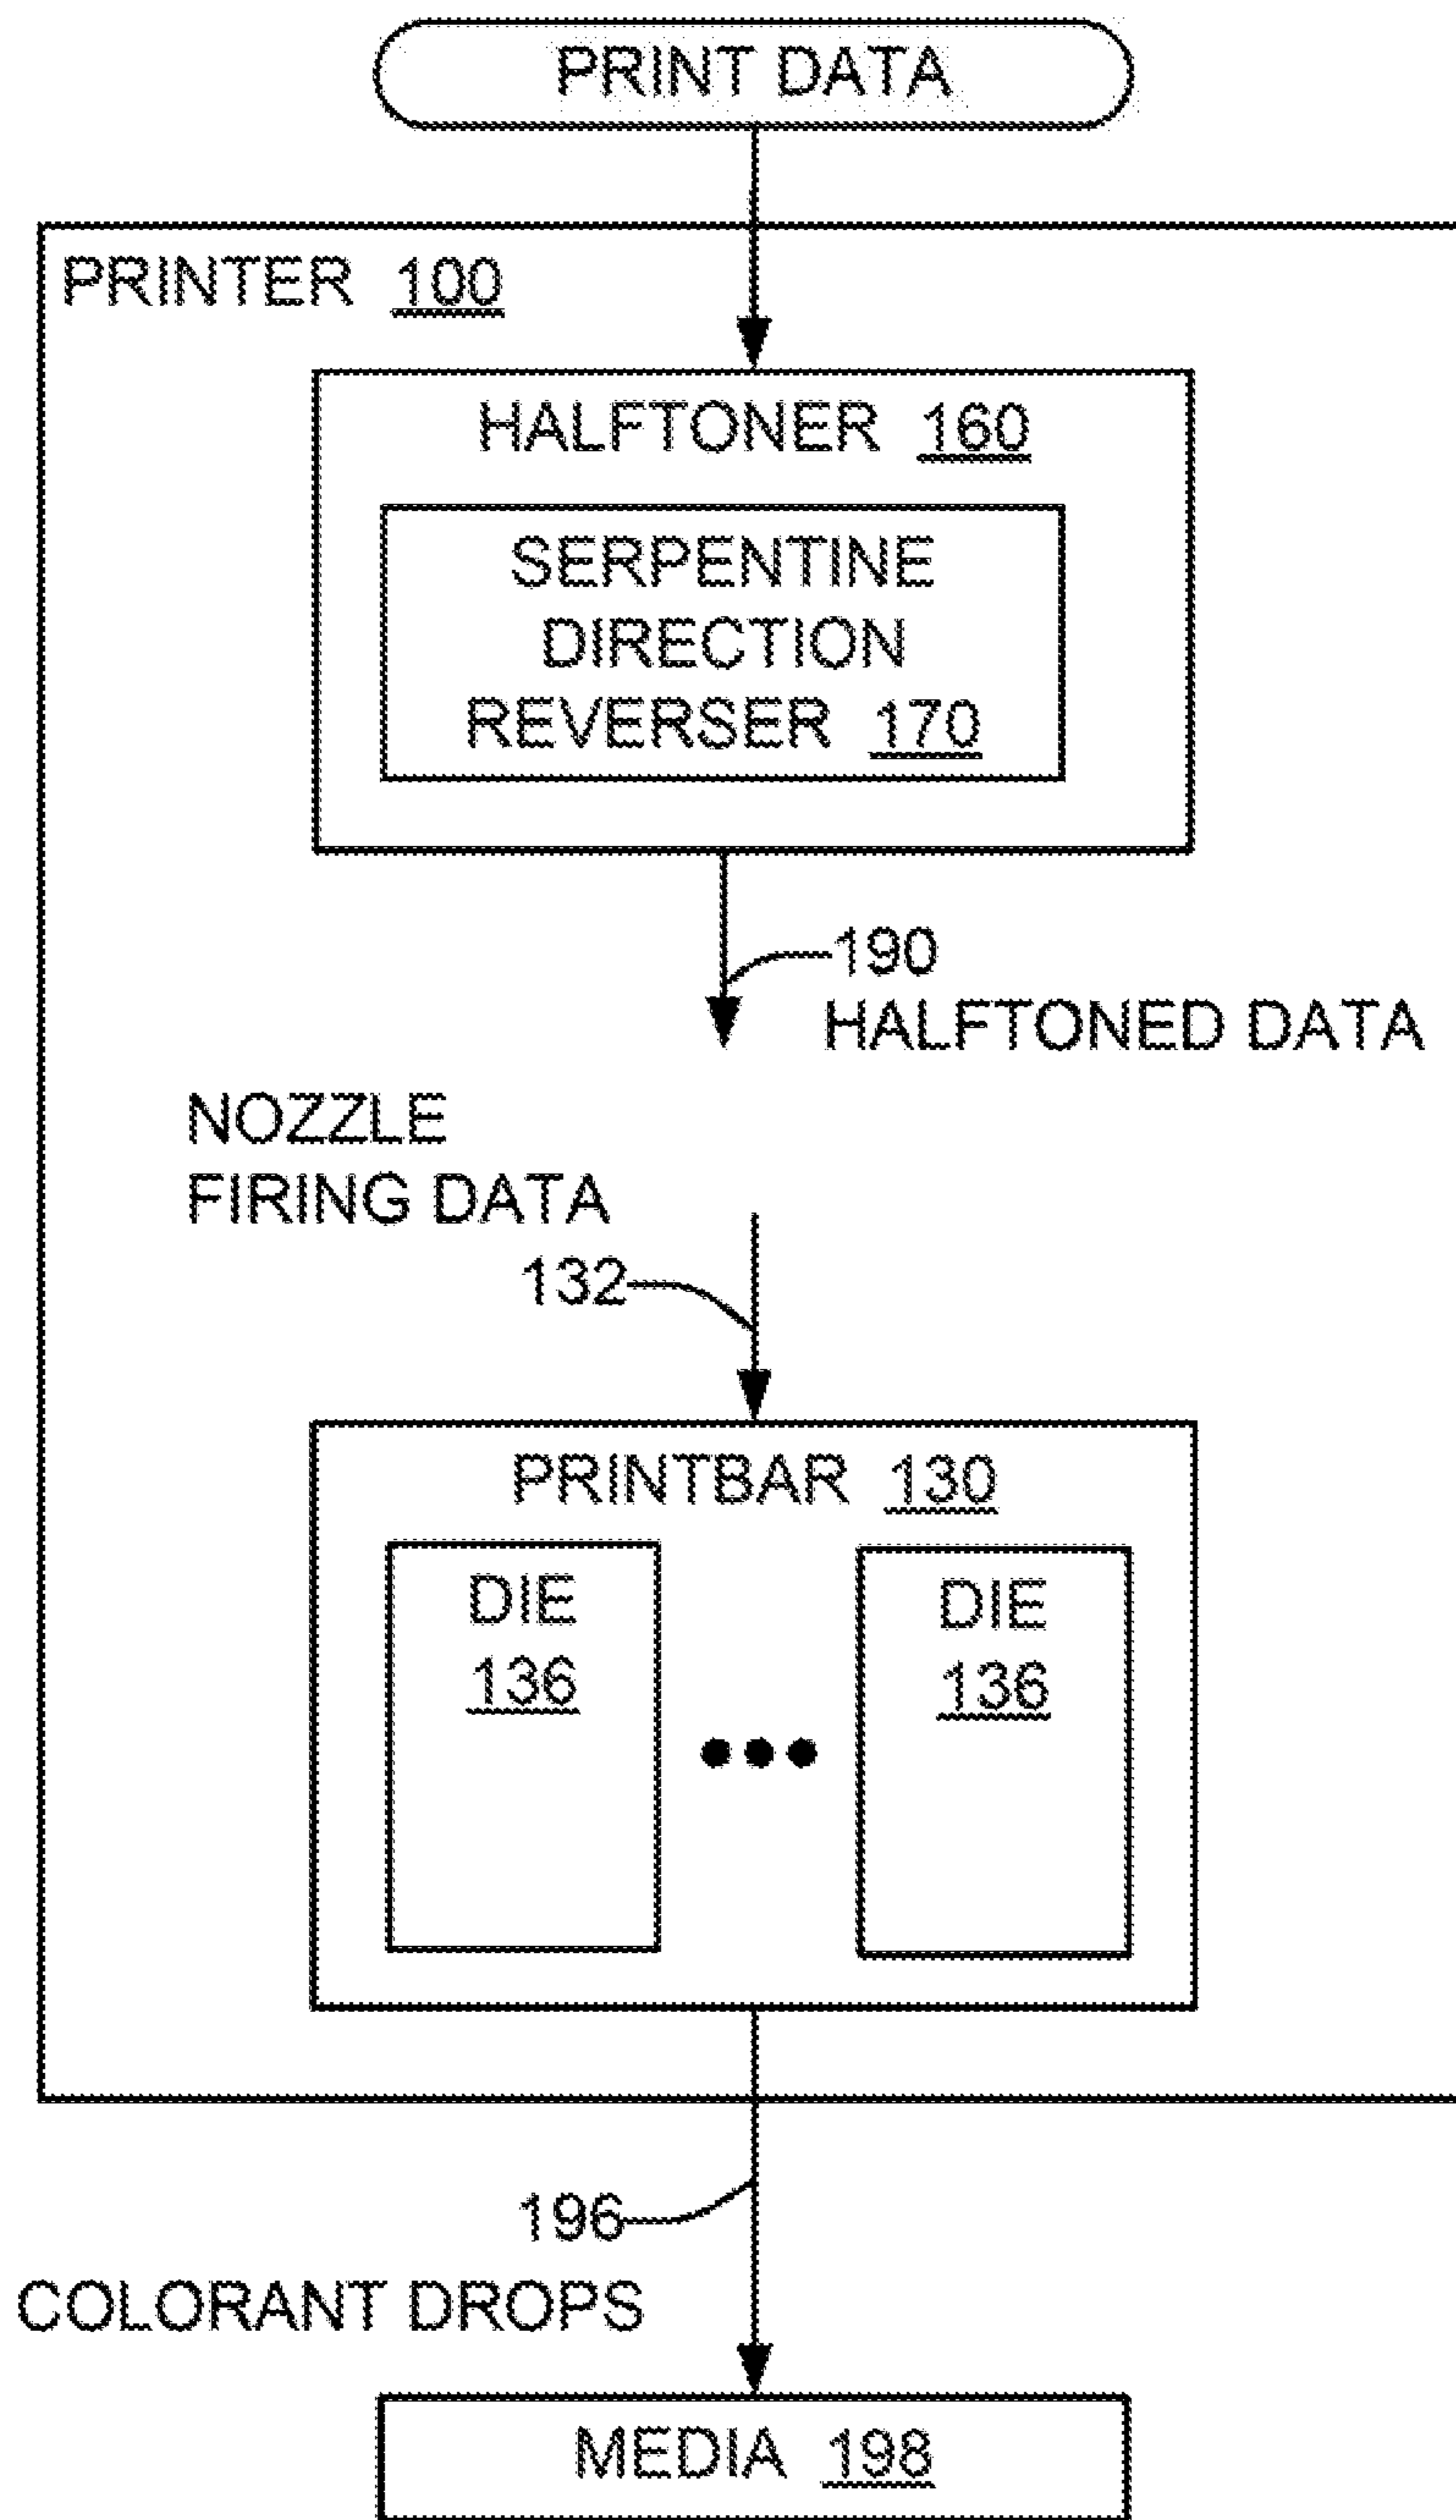 PRINT DATA
PRINTER 100
HALFTONER 160
SERPENTINE
DIRECTION
REVERSER 170
190
HALFTONED DATA
NOZZLE
FIRING DATA
132
PRINTBAR 130
DIE
136
DIE
136
196
COLORANT DROPS
MEDIA 198